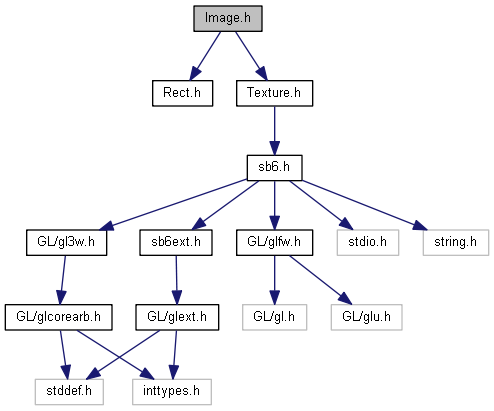 Image.h
Rect.h
Texture.h
sb6.h
GL/gl3w.h
sb6ext.h
GL/glfw.h
stdio.h
string.h
GL/glcorearb.h
GL/glext.h
GL/gl.h
GL/glu.h
stddef.h
inttypes.h